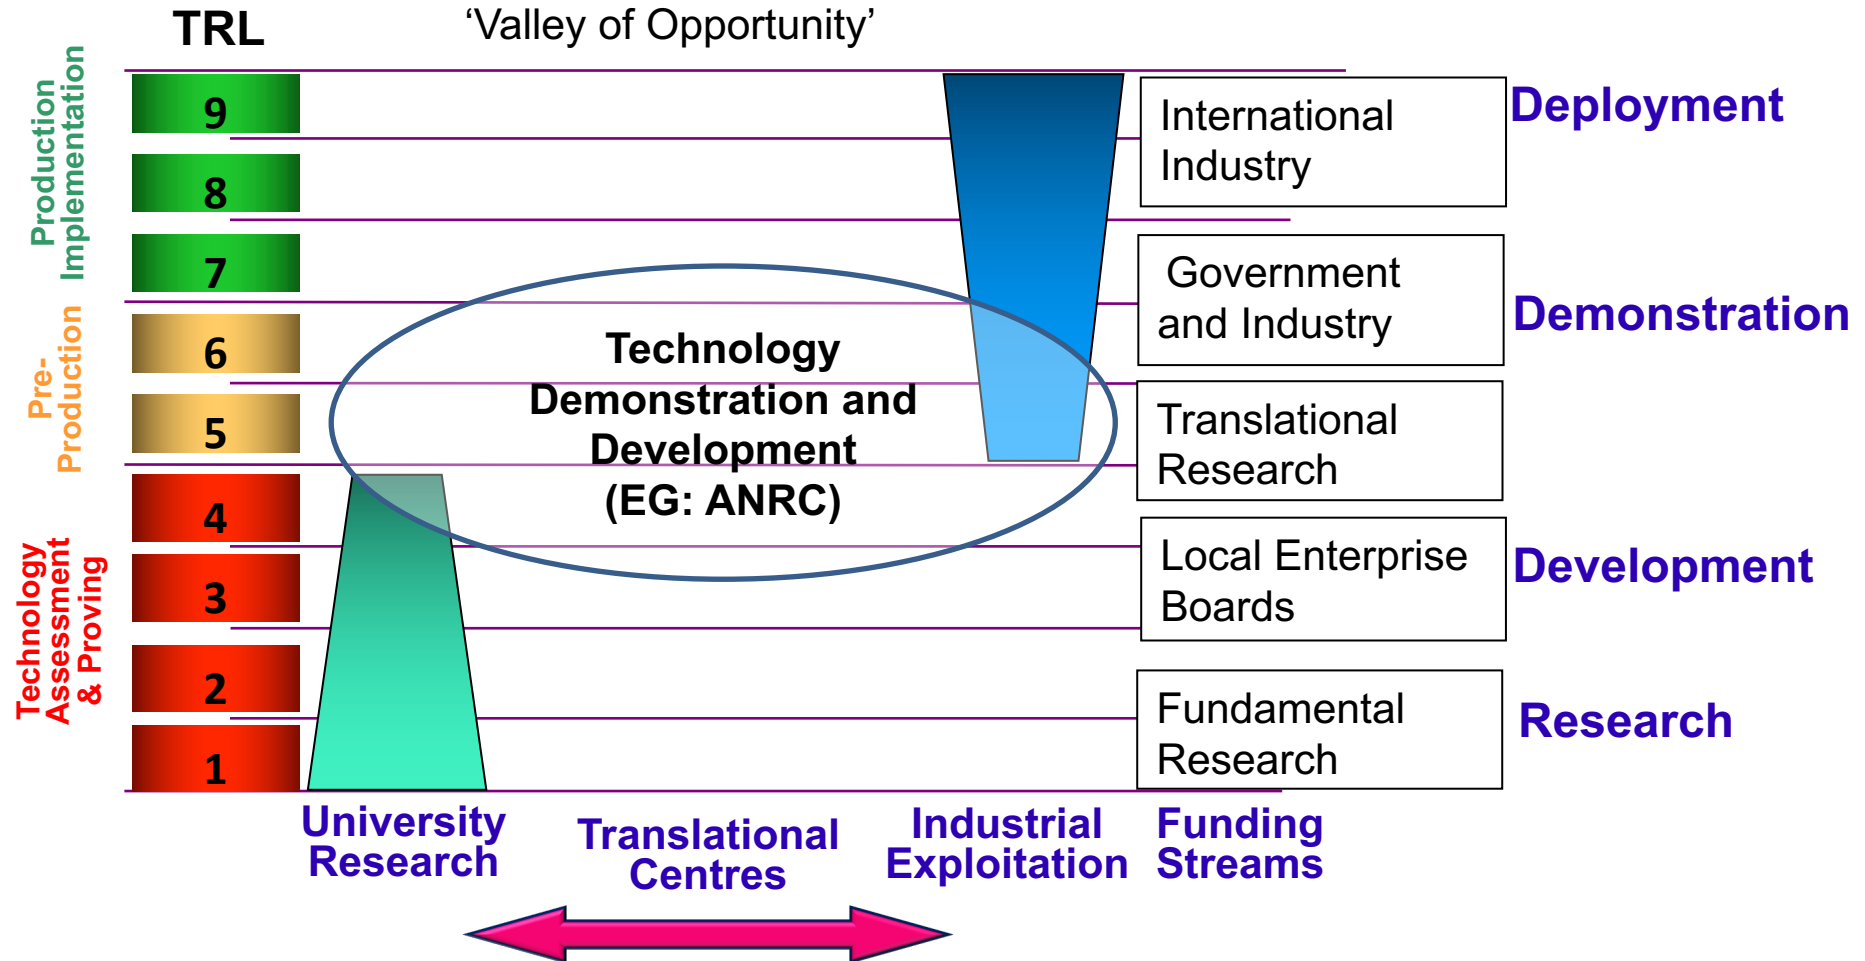 TRL
‘Valley of Opportunity’
Production
Implementation
Pre-
Production
Technology
Assessment
& Proving
9
8
7
6
5
4
3
2
1
Technology
Demonstration and
Development
(EG: ANRC)
International
Industry
Government
and Industry
Translational
Research
Local Enterprise
Boards
Fundamental
Research
Deployment
Demonstration
Development
Research
University
Research
Translational
Centres
Industrial
Exploitation
Funding
Streams